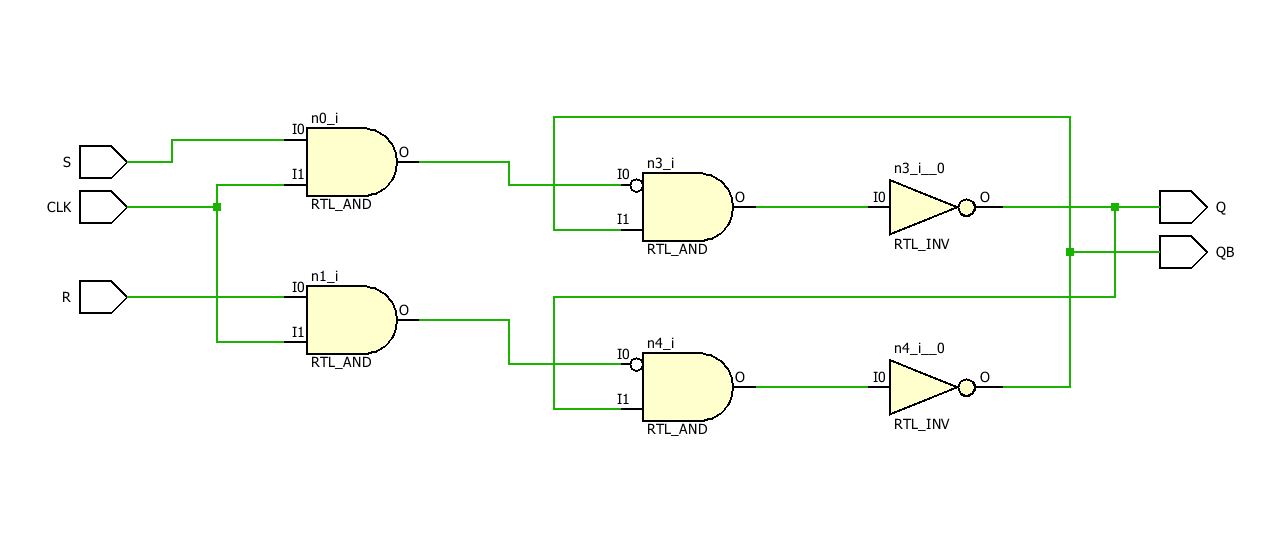 n0_i
I0
O
I1
RTL_AND
S
CLK
R
n1_i
I0
O
I1
RTL_AND
n3_i
I0
O
I1
RTL_AND
n3_i__0
I0
O
RTL_INV
Q
QB
n4_i
I0
O
I1
RTL_AND
n4_i__0
I0
O
RTL_INV